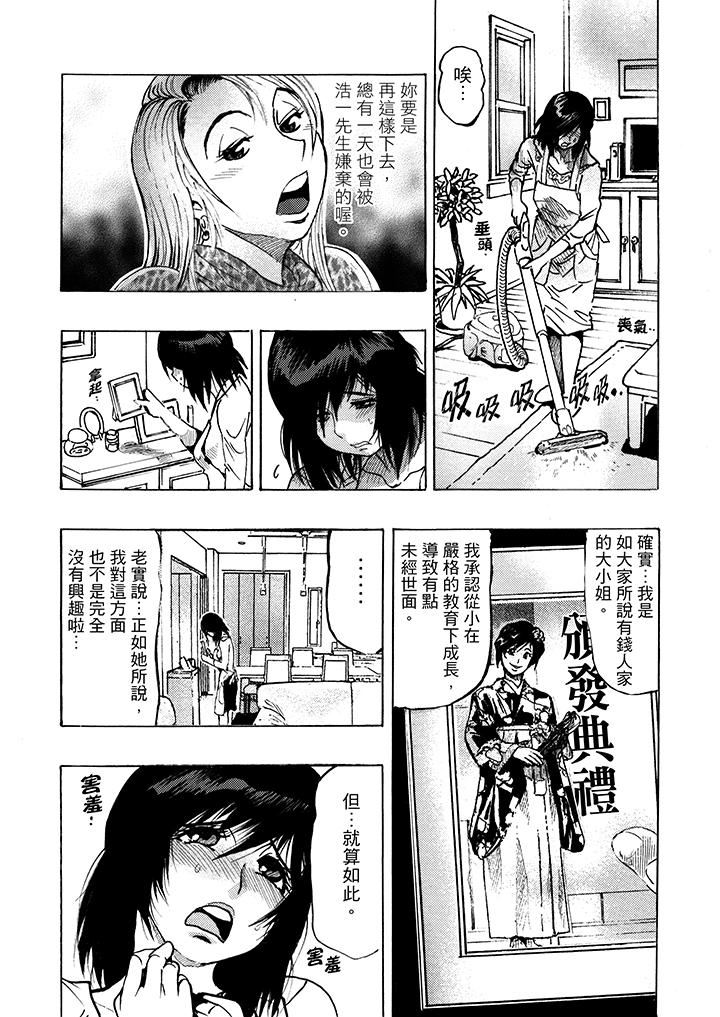 唉…
垂頭…
喪氣…
吸 吸 吸 吸 吸…
妳要是
再這樣下去，
總有一天也會被
浩一先生嫌棄的喔。
拿起…
確實…我是
如大家所說有錢人家
的大小姐。
頒發典禮
我承認從小在
嚴格的教育下成長，
導致有點
未經世面。
……
老實說…正如她所說，
我對這方面
也不是完全
沒有興趣啦…
但…就算如此。
害羞…
害羞